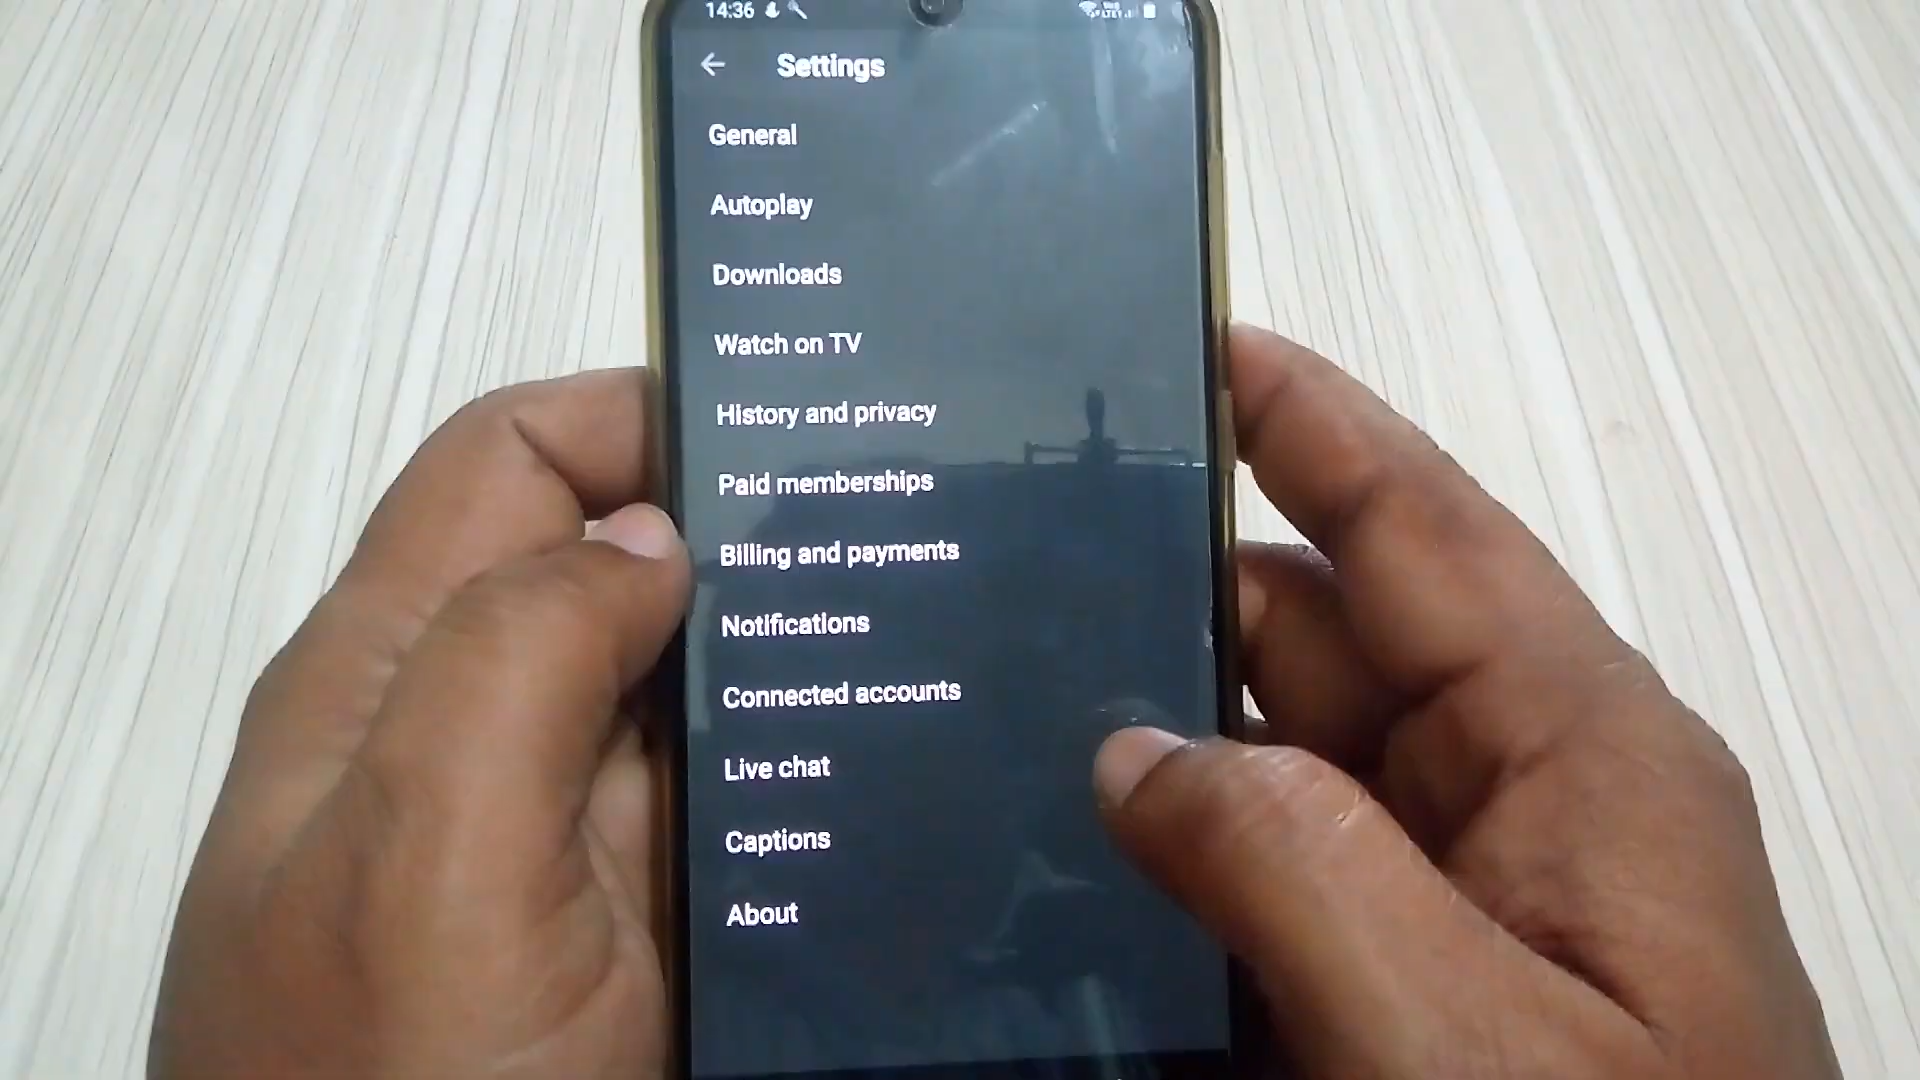 14:36
Settings
General
Autoplay
Downloads
Watch on TV
History and privacy
Paid memberships
Billing and payments
Notifications
Connected accounts
Live chat
Captions
About